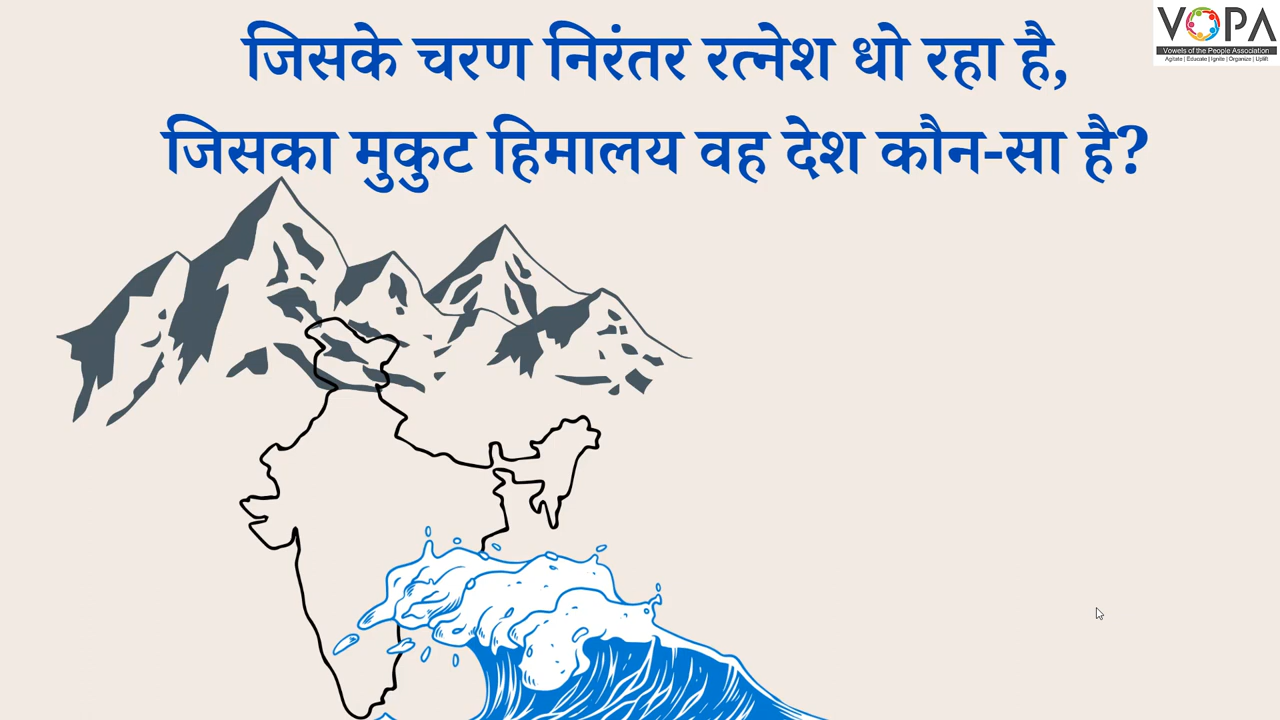 जिसके चरण निरंतर रत्नेश धो रहा है,
जिसका मुकुट हिमालय वह देश कौन-सा है?
VOPA
Vowels of the People Association
Agitate | Educate | Ignite | Organize | Uplift